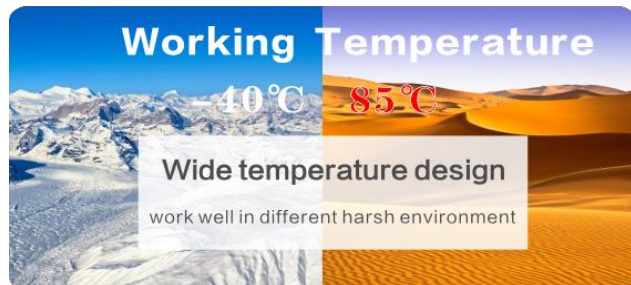 Working Temperature
-40℃ 85℃
Wide temperature design
work well in different harsh environment